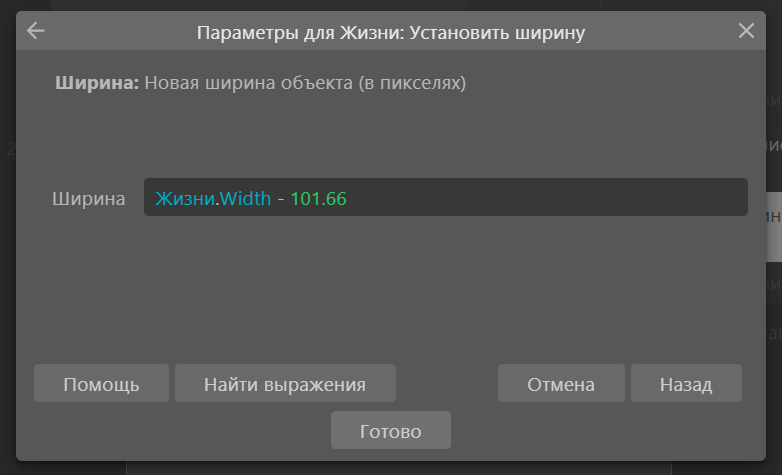 Параметры для Жизни: Установить ширину
Ширина: Новая ширина объекта (в пикселях)
Ширина
Жизни.Width - 101.66
Помощь
Найти выражения
Отмена
Назад
Готово